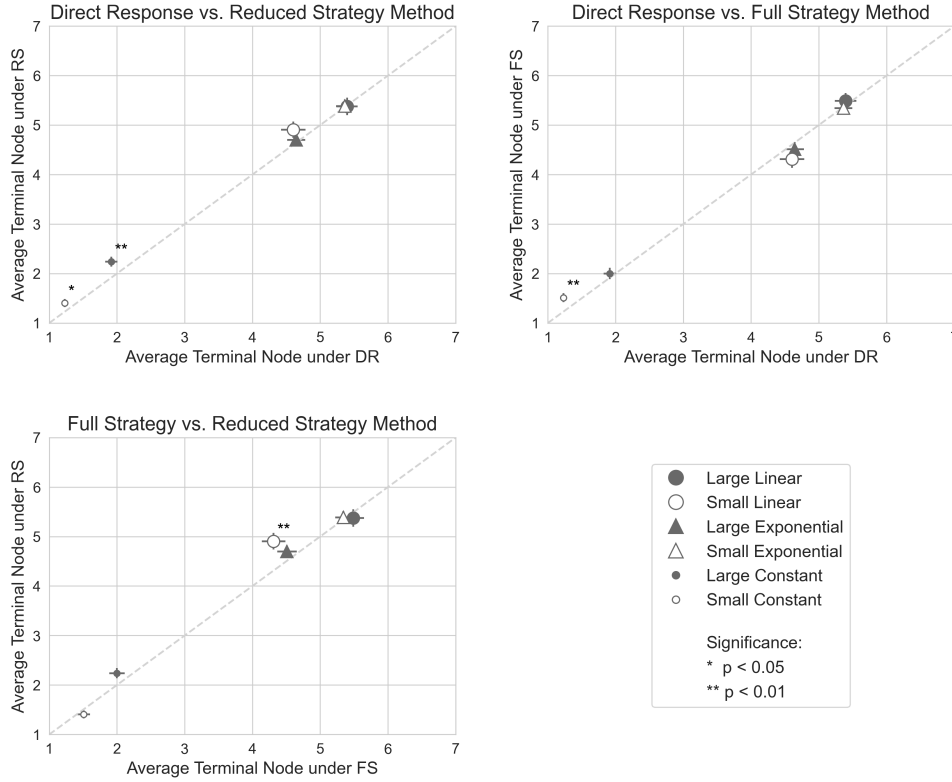 Direct Response vs. Reduced Strategy Method
7
6
5
4
3
2
1
**
*
1 2 3 4 5 6 7
Average Terminal Node under RS
Average Terminal Node under DR
Direct Response vs. Full Strategy Method
7
6
5
4
3
2
1
**
1 2 3 4 5 6 7
Average Terminal Node under FS
Average Terminal Node under DR
Full Strategy vs. Reduced Strategy Method
7
6
5
4
3
2
1
**
1 2 3 4 5 6 7
Average Terminal Node under RS
Average Terminal Node under FS
Large Linear
Small Linear
Large Exponential
Small Exponential
Large Constant
Small Constant
Significance:
* p < 0.05
** p < 0.01